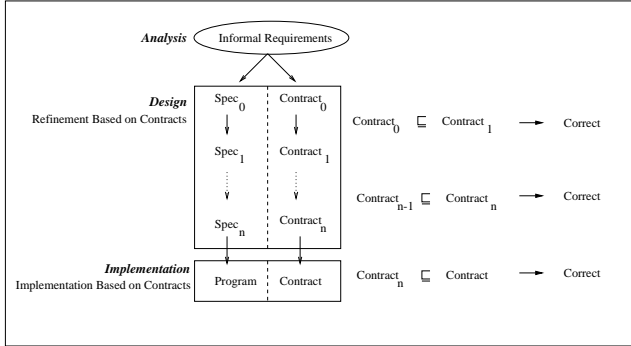 Analysis
Informal Requirements
Design
Refinement Based on Contracts
Spec0 Contract0
Contract0 ⊑ Contract1 Correct
Spec1 Contract1
Contractn-1 ⊑ Contractn Correct
Specn Contractn
Implementation
Implementation Based on Contracts
Program Contract
Contractn ⊑ Contract Correct